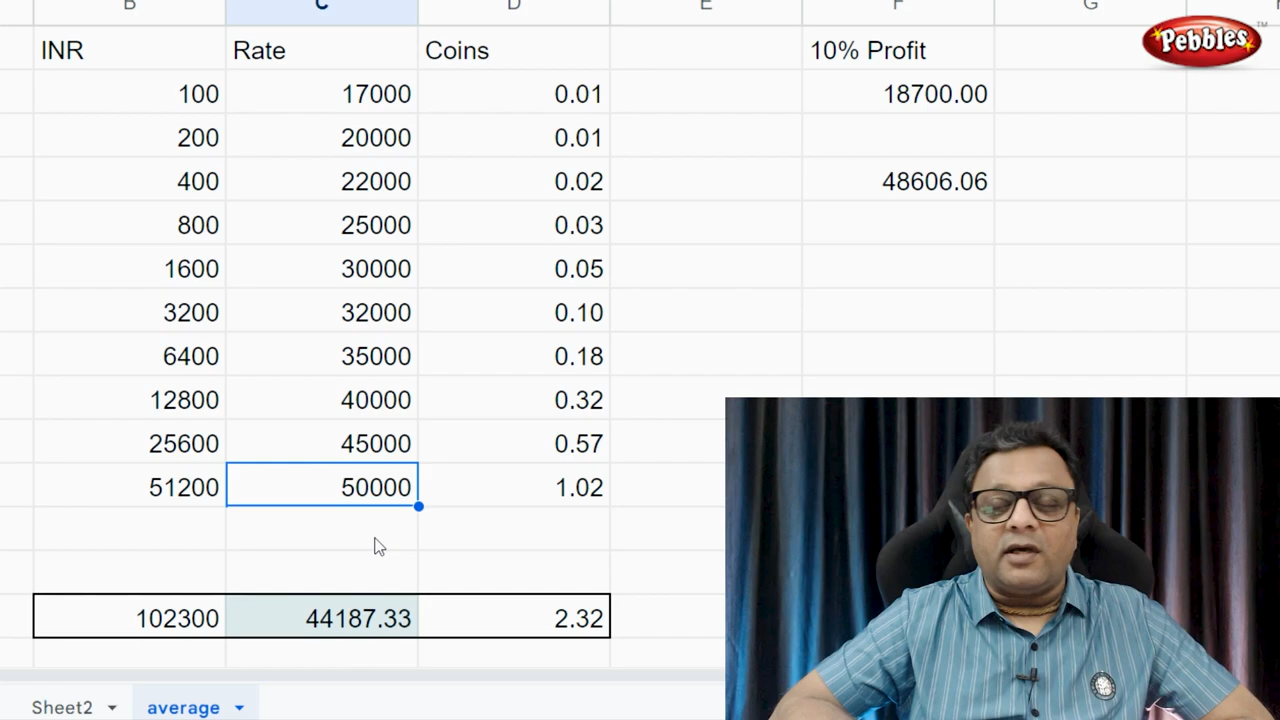 B C D E F G
Pebbles TM
INR Rate Coins 10% Profit
100 17000 0.01 18700.00
200 20000 0.01
400 22000 0.02 48606.06
800 25000 0.03
1600 30000 0.05
3200 32000 0.10
6400 35000 0.18
12800 40000 0.32
25600 45000 0.57
51200 50000 1.02
102300 44187.33 2.32
Sheet2 average